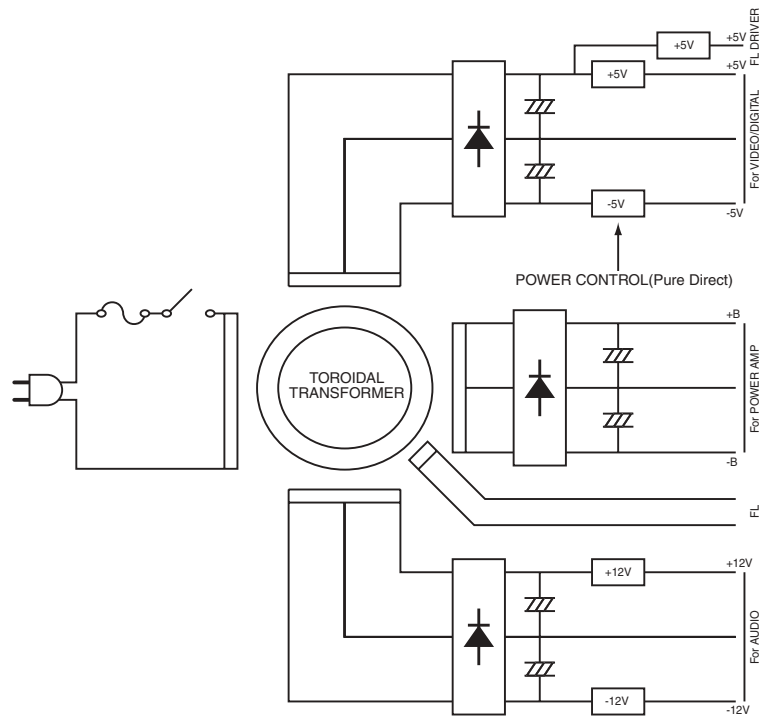 +5V
+5V
FL DRIVER
+5V
+5V
For VIDEO/DIGITAL
-5V
-5V
POWER CONTROL(Pure Direct)
+B
TOROIDAL
TRANSFORMER
For POWER AMP
-B
FL
+12V
+12V
For AUDIO
-12V
-12V